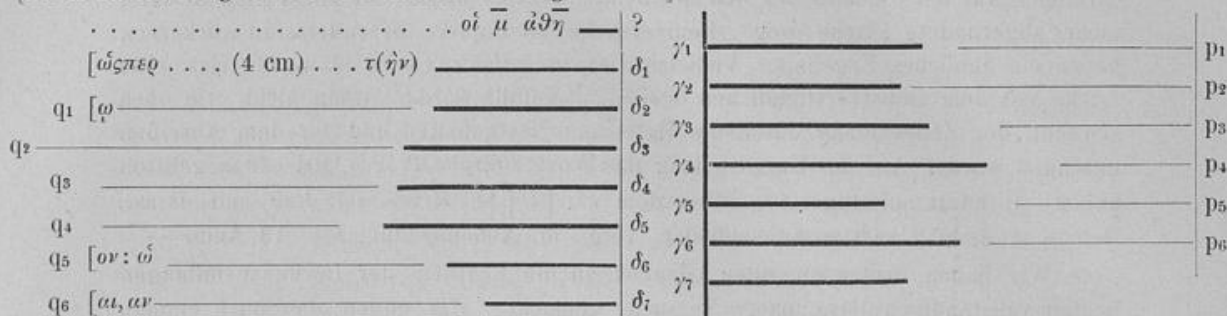 . . . . . . . . . . . . . . . . . . οἱ μ̅ ἀϑη̅ ?
[ὥςπερ . . . . (4 cm) . . . τ(ὴν) δ1
q1 [ῳ δ2
q2 δ3
q3 δ4
q4 δ5
q5 [ον: ὡ δ6
q6 [αι, αν δ7
γ1 p1
γ2 p2
γ3 p3
γ4 p4
γ5 p5
γ6 p6
γ7